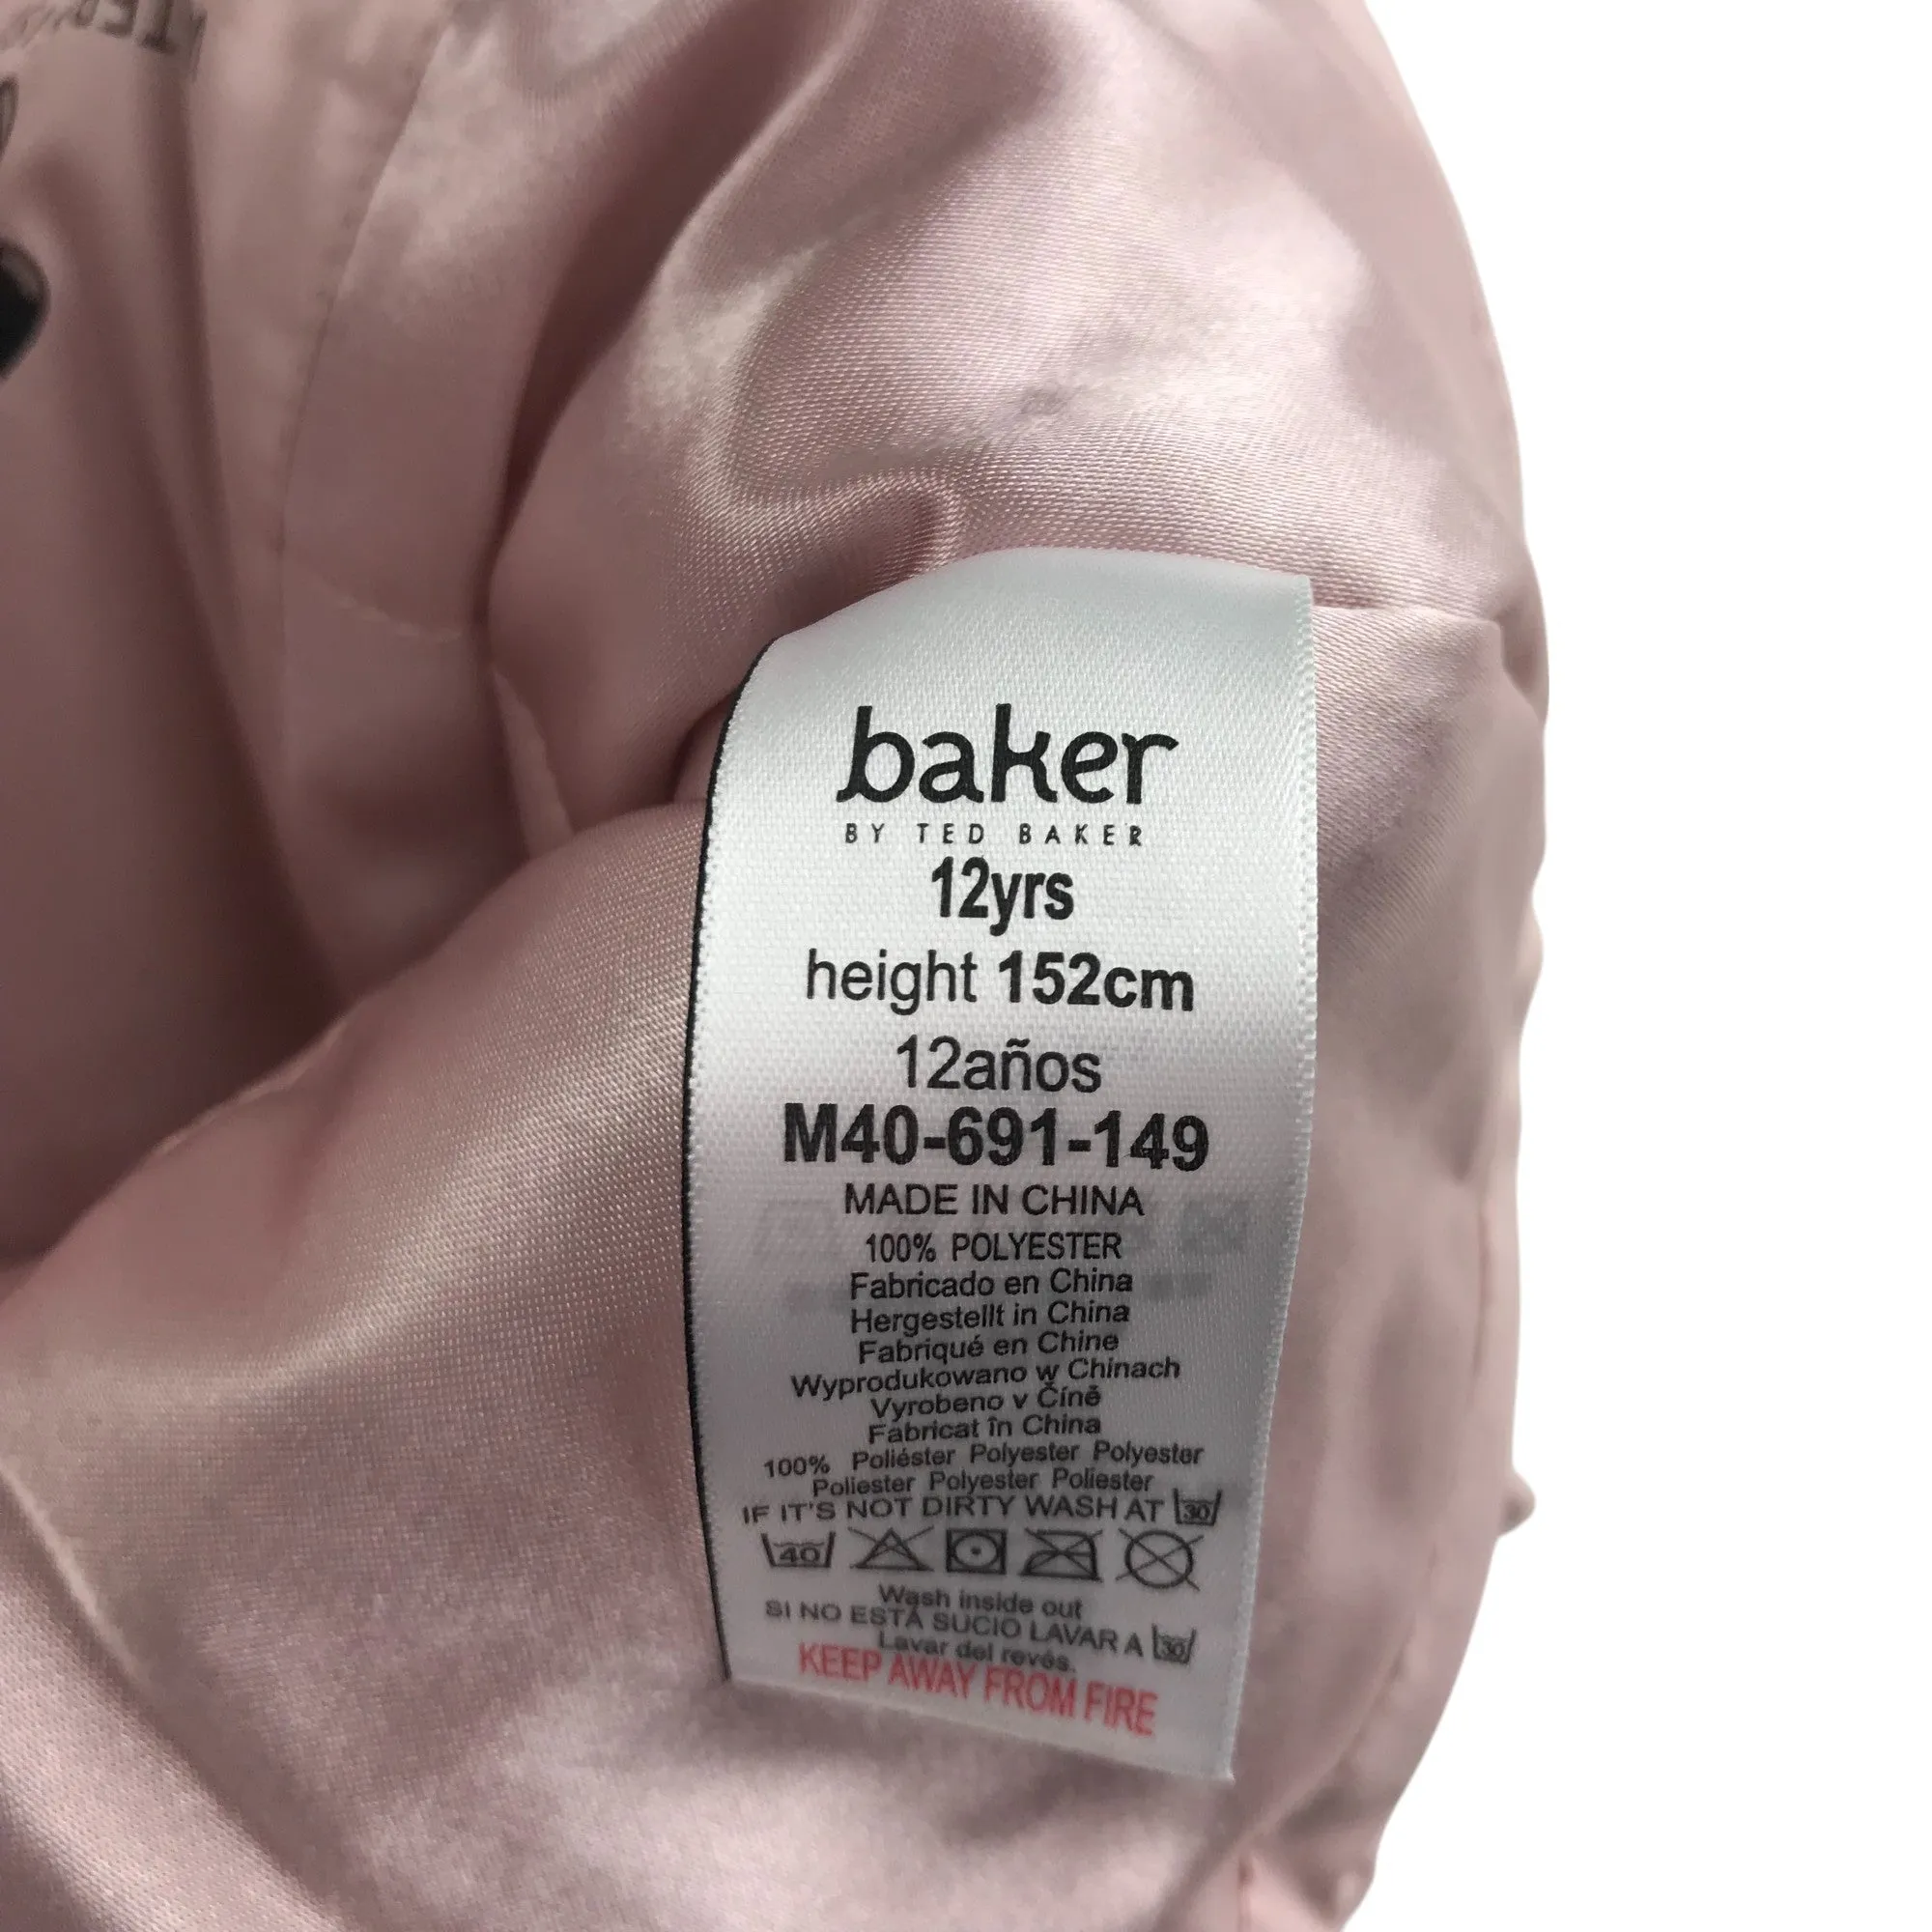 baker
BY TED BAKER
12yrs
height 152cm
12años
M40-691-149
MADE IN CHINA
100% POLYESTER
Fabricado en China
Hergestellt in China
Fabriqué en Chine
Wyprodukowano w Chinach
Vyrobeno v Číně
Fabricat în China
100% Poliéster Polyester Polyester
Poliester Polyester Poliester
IF IT'S NOT DIRTY WASH AT 30
40
Wash inside out
SI NO ESTÁ SUCIO LAVAR A 30
Lavar del revés.
KEEP AWAY FROM FIRE